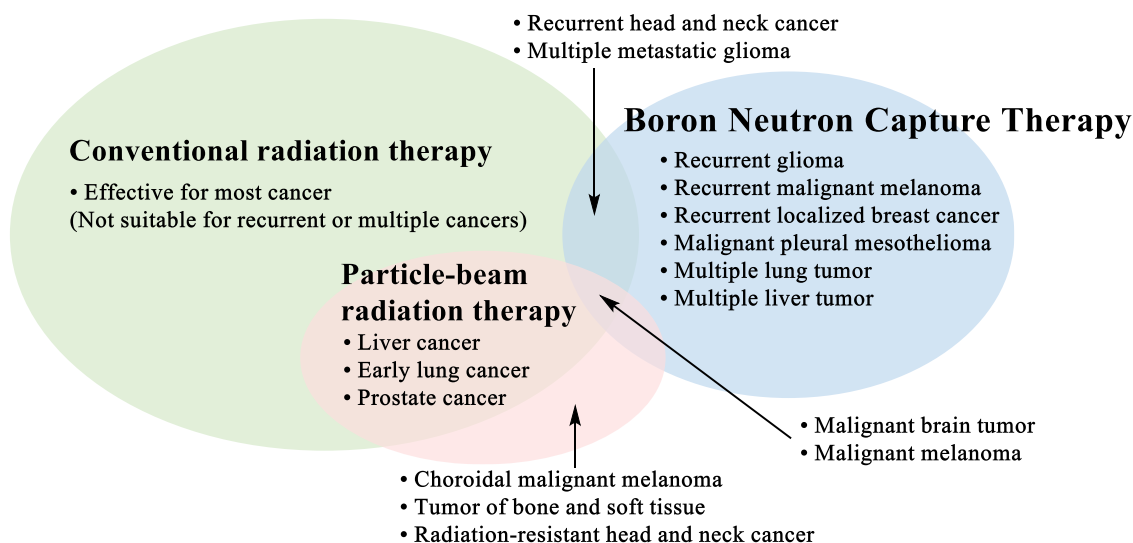 • Recurrent head and neck cancer
• Multiple metastatic glioma
Boron Neutron Capture Therapy
• Recurrent glioma
• Recurrent malignant melanoma
• Recurrent localized breast cancer
• Malignant pleural mesothelioma
• Multiple lung tumor
• Multiple liver tumor
Conventional radiation therapy
• Effective for most cancer
(Not suitable for recurrent or multiple cancers)
Particle-beam
radiation therapy
• Liver cancer
• Early lung cancer
• Prostate cancer
• Malignant brain tumor
• Malignant melanoma
• Choroidal malignant melanoma
• Tumor of bone and soft tissue
• Radiation-resistant head and neck cancer